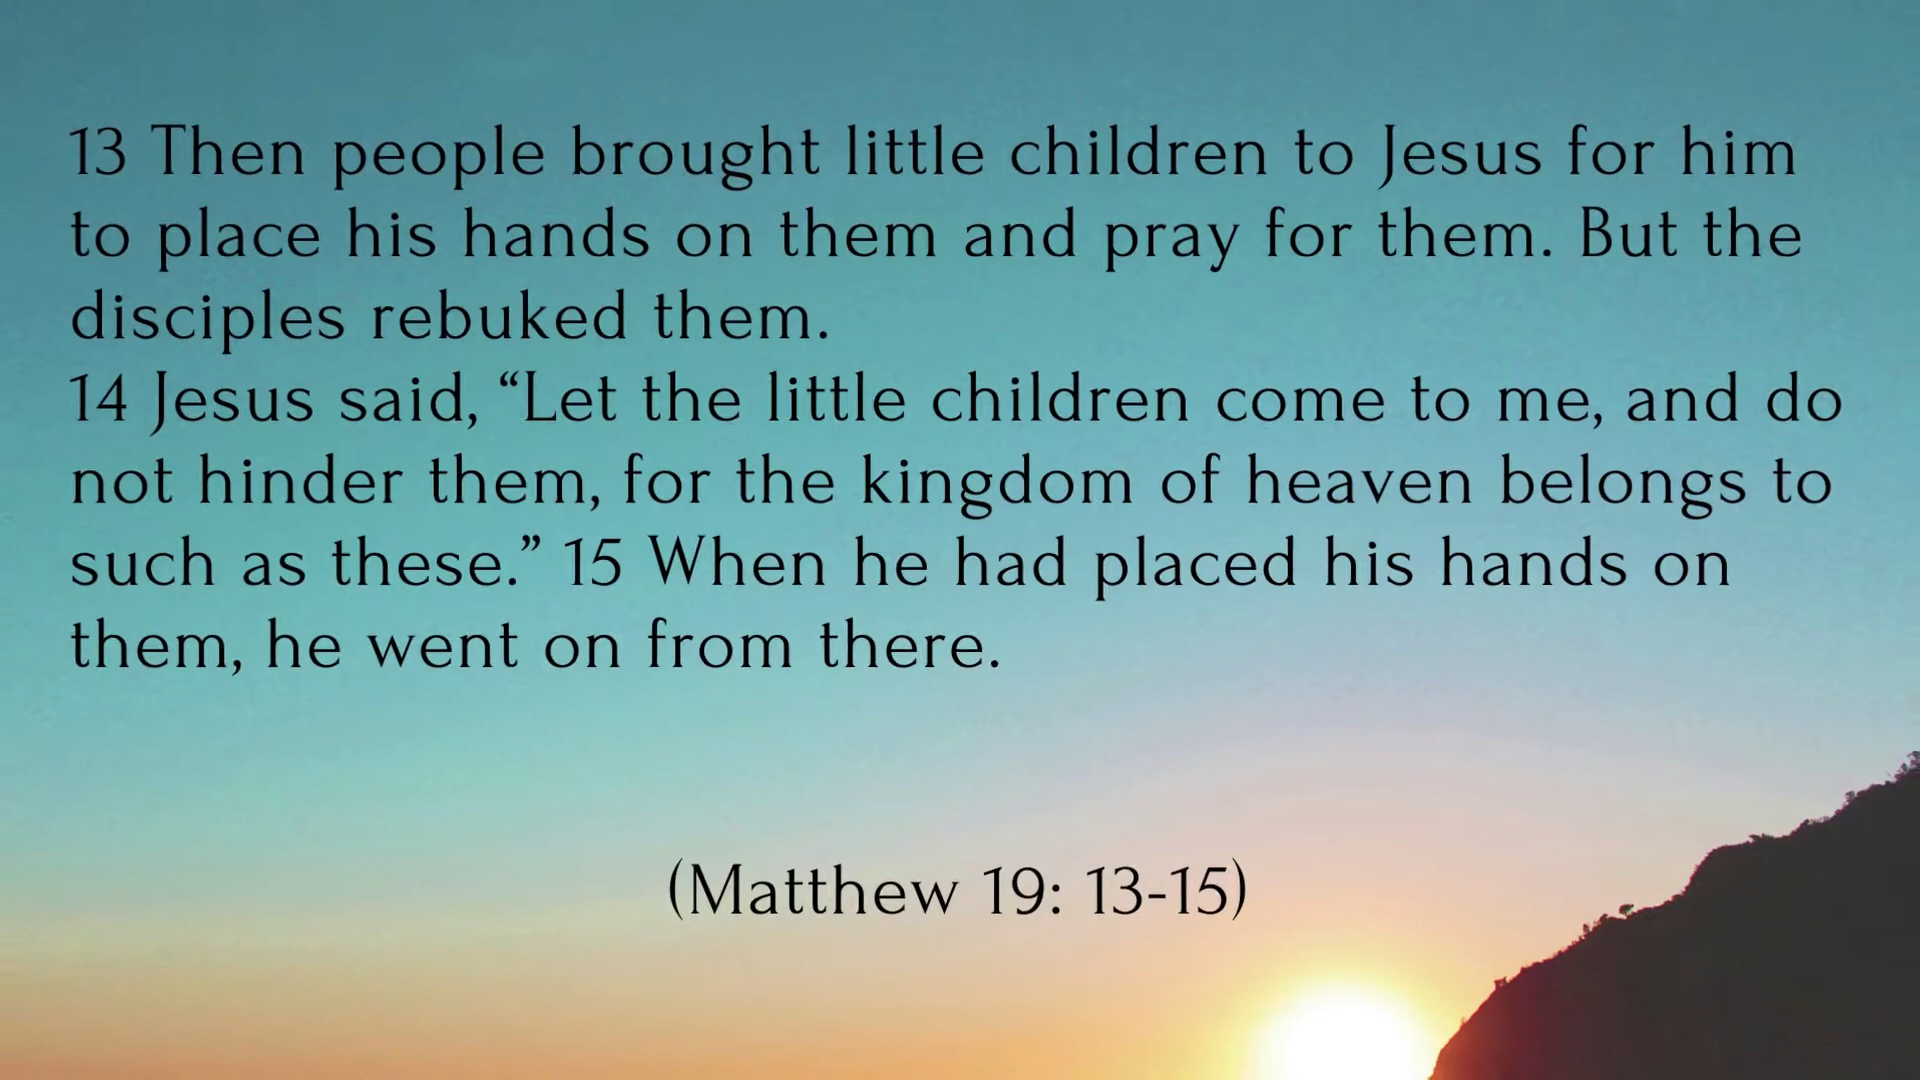 13 Then people brought little children to Jesus for him
to place his hands on them and pray for them. But the
disciples rebuked them.
14 Jesus said, “Let the little children come to me, and do
not hinder them, for the kingdom of heaven belongs to
such as these.” 15 When he had placed his hands on
them, he went on from there.
(Matthew 19: 13-15)